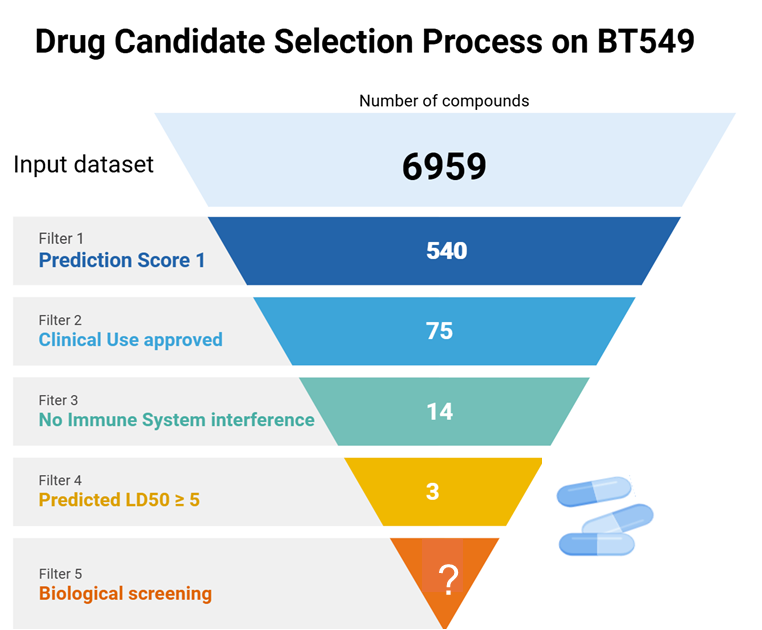 Drug Candidate Selection Process on BT549
Number of compounds
Input dataset
6959
Filter 1
Prediction Score 1
540
Filter 2
Clinical Use approved
75
Fiter 3
No Immune System interference
14
Filter 4
Predicted LD50 ≥ 5
3
Filter 5
Biological screening
?